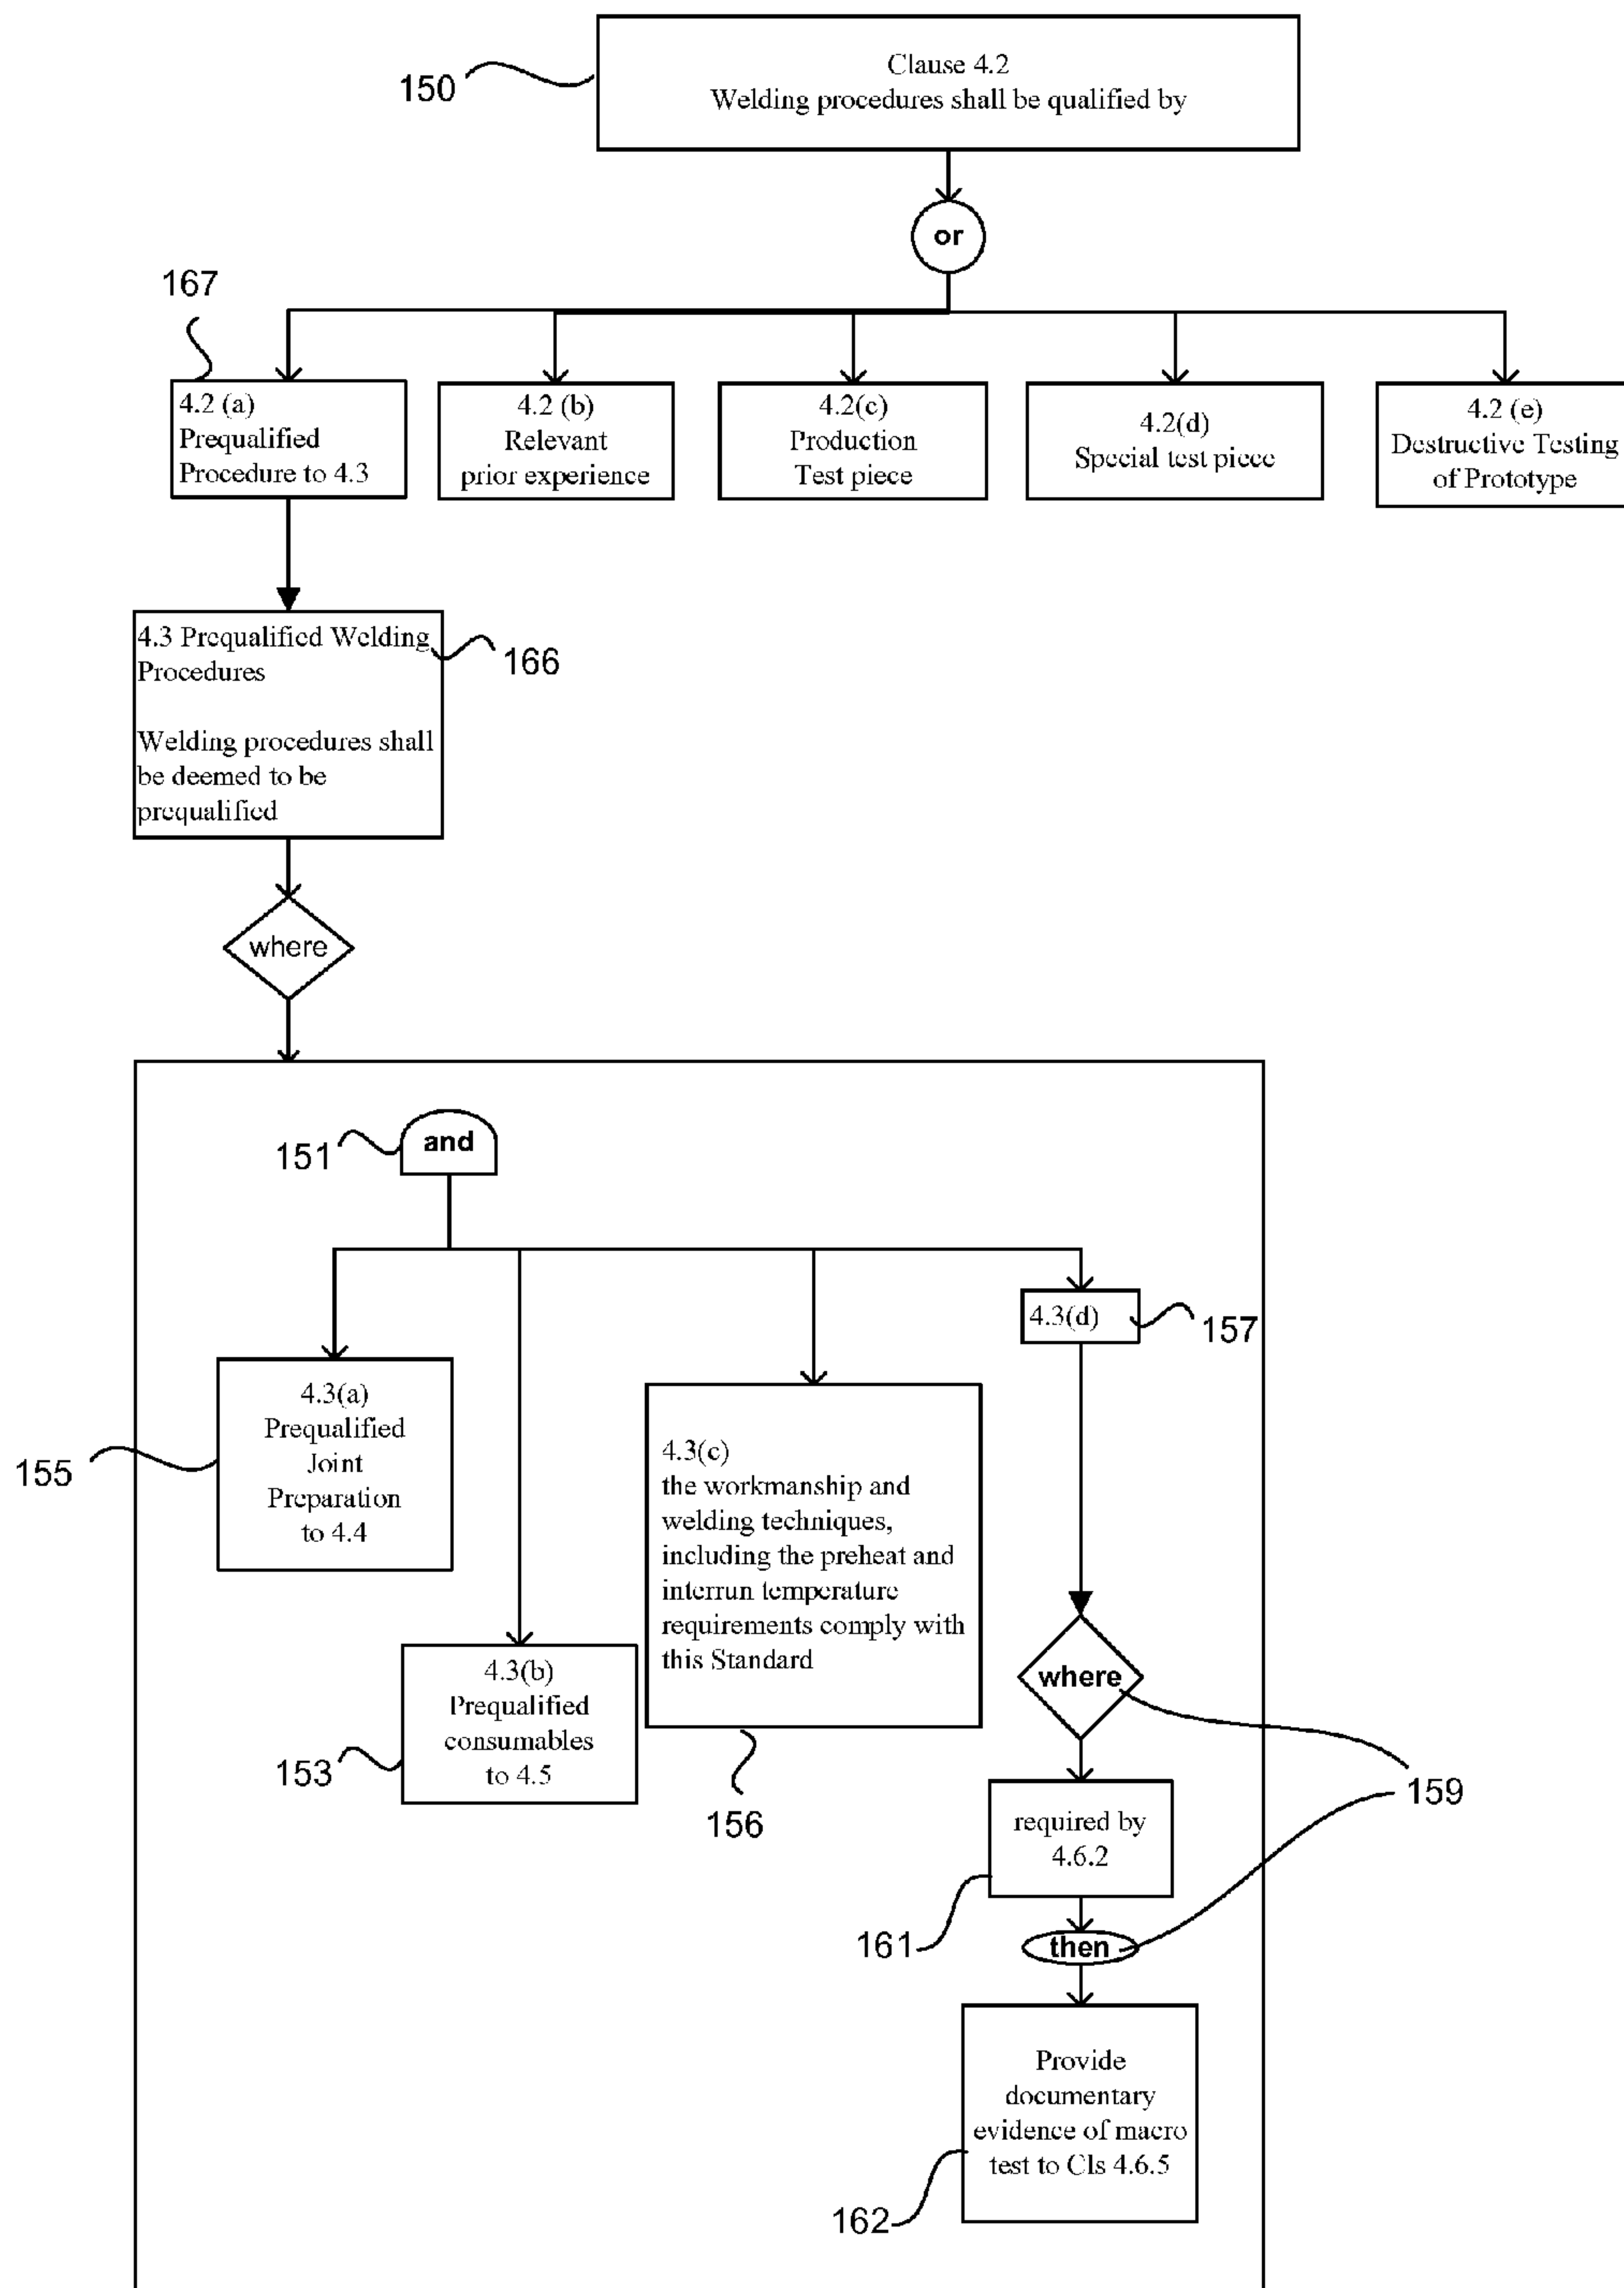 150
Clause 4.2
Welding procedures shall be qualified by
or
167
4.2 (a)
Prequalified
Procedure to 4.3
4.2 (b)
Relevant
prior experience
4.2(c)
Production
Test piece
4.2(d)
Special test piece
4.2 (e)
Destructive Testing
of Prototype
4.3 Prequalified Welding
Procedures
Welding procedures shall
be deemed to be
prequalified
166
where
151
and
4.3(d)
157
155
4.3(a)
Prequalified
Joint
Preparation
to 4.4
4.3(c)
the workmanship and
welding techniques,
including the preheat and
interrun temperature
requirements comply with
this Standard
156
153
4.3(b)
Prequalified
consumables
to 4.5
where
159
required by
4.6.2
161
then
Provide
documentary
evidence of macro
test to Cls 4.6.5
162